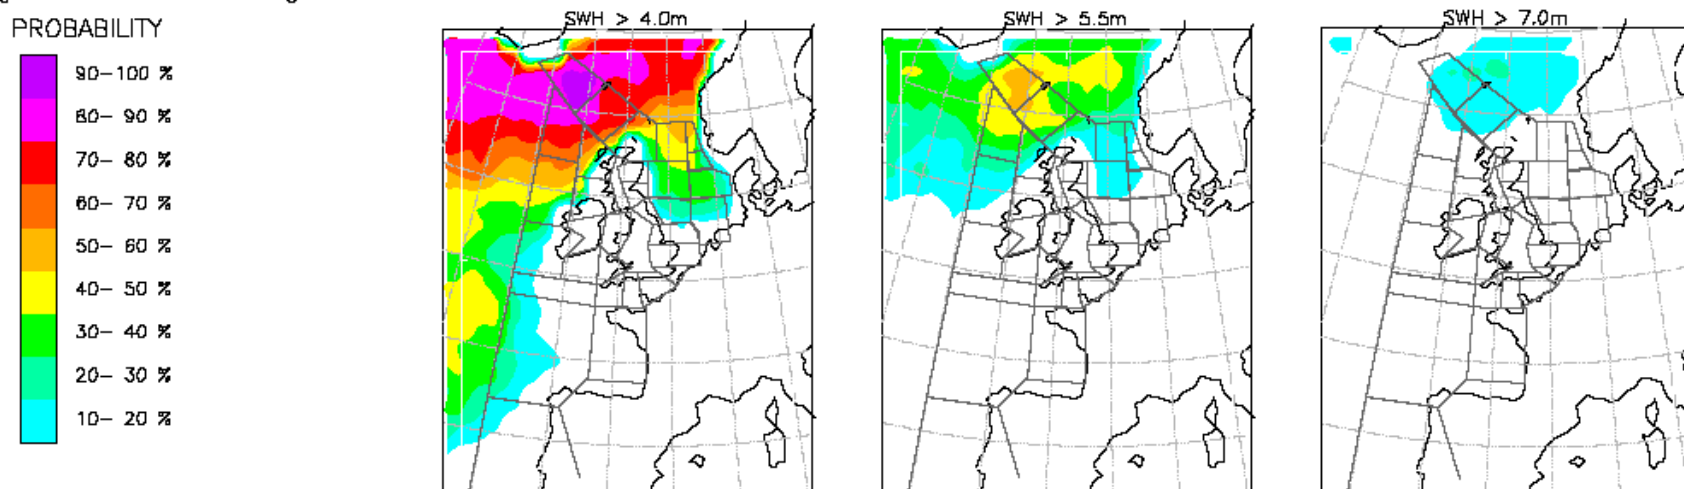 PROBABILITY
90-100 %
80- 90 %
70- 80 %
60- 70 %
50- 60 %
40- 50 %
30- 40 %
20- 30 %
10- 20 %
SWH > 4.0m
SWH > 5.5m
SWH > 7.0m